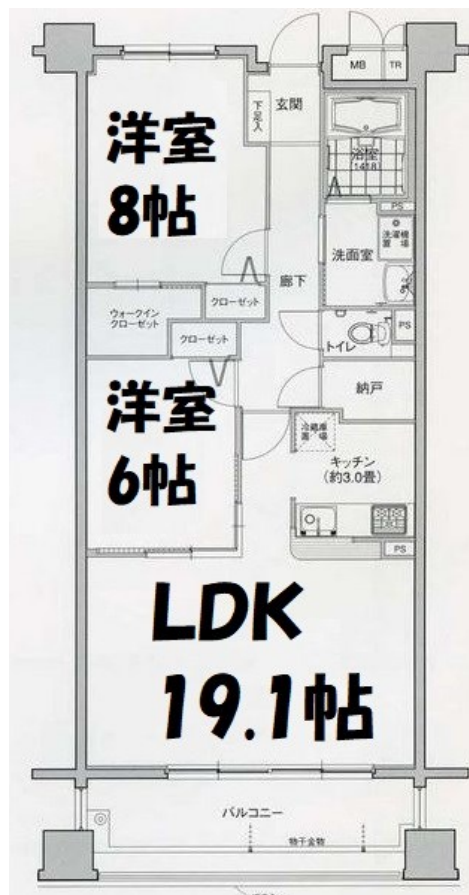 MB
TR
玄関
下足入
浴室
1418
洋室
8帖
PS
洗濯機
置場
洗面室
廊下
ウォークイン
クローゼット
クローゼット
クローゼット
トイレ
PS
納戸
洋室
6帖
冷蔵庫
置場
キッチン
(約3.0畳)
PS
LDK
19.1帖
バルコニー
物干金物